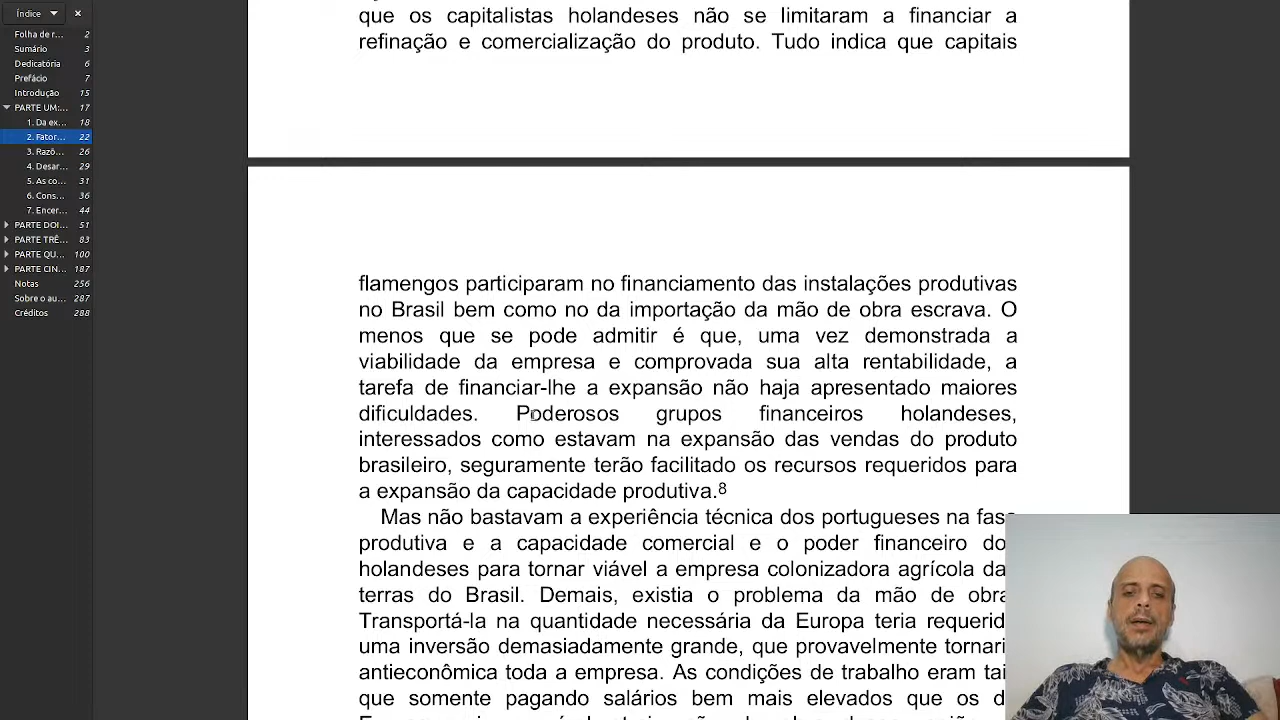 Índice
Folha de r... 2
Sumário 3
Dedicatória 6
Prefácio 7
Introdução 15
PARTE UM:... 17
1. Da ex... 18
2. Fator... 22
3. Razõ... 26
4. Desar... 29
5. As co... 31
6. Cons... 36
7. Encer... 44
PARTE DOI... 51
PARTE TRÊ... 83
PARTE QU... 100
PARTE CIN... 187
Notas 256
Sobre o au... 287
Créditos 288
que os capitalistas holandeses não se limitaram a financiar a
refinação e comercialização do produto. Tudo indica que capitais
flamengos participaram no financiamento das instalações produtivas
no Brasil bem como no da importação da mão de obra escrava. O
menos que se pode admitir é que, uma vez demonstrada a
viabilidade da empresa e comprovada sua alta rentabilidade, a
tarefa de financiar-lhe a expansão não haja apresentado maiores
dificuldades. Poderosos grupos financeiros holandeses,
interessados como estavam na expansão das vendas do produto
brasileiro, seguramente terão facilitado os recursos requeridos para
a expansão da capacidade produtiva.8
Mas não bastavam a experiência técnica dos portugueses na fase
produtiva e a capacidade comercial e o poder financeiro do
holandeses para tornar viável a empresa colonizadora agrícola da
terras do Brasil. Demais, existia o problema da mão de obra
Transportá-la na quantidade necessária da Europa teria requerid
uma inversão demasiadamente grande, que provavelmente tornari
antieconômica toda a empresa. As condições de trabalho eram tai
que somente pagando salários bem mais elevados que os d